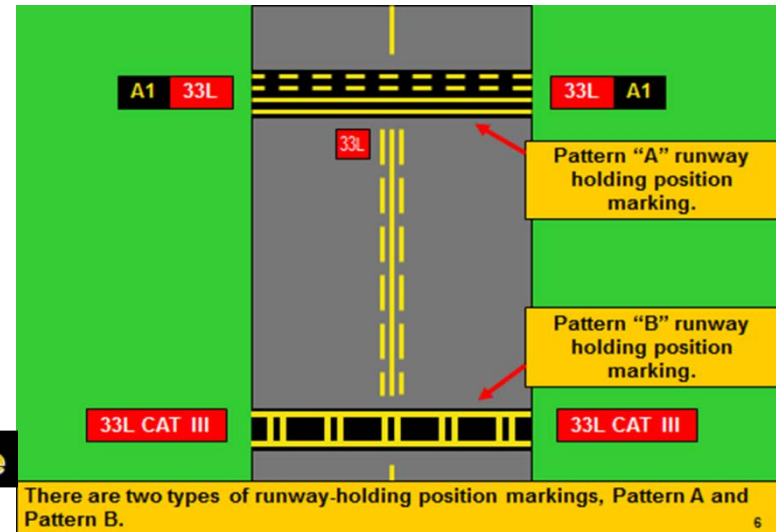 A1 33L
33L A1
33L
Pattern “A” runway
holding position
marking.
Pattern “B” runway
holding position
marking.
33L CAT III
33L CAT III
There are two types of runway-holding position markings, Pattern A and
Pattern B.
6